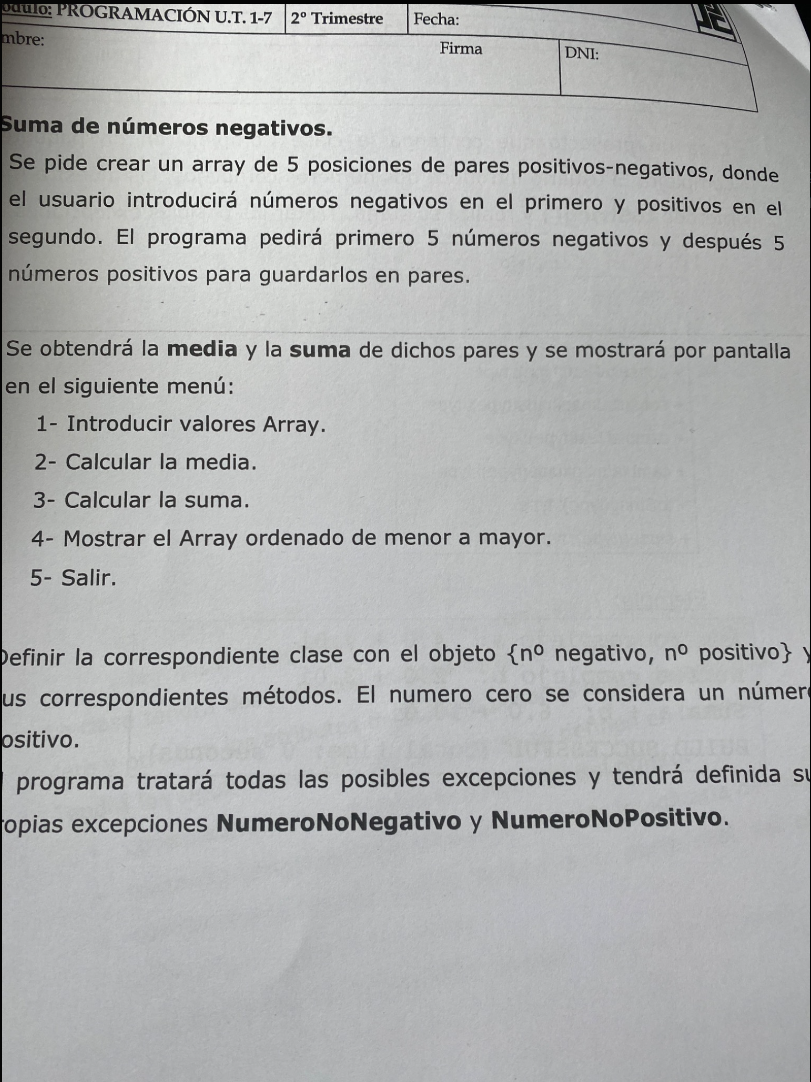 PROGRAMACIÓN U.T. 1-7 2º Trimestre Fecha:
mbre: Firma DNI:
Suma de números negativos.
Se pide crear un array de 5 posiciones de pares positivos-negativos, donde
el usuario introducirá números negativos en el primero y positivos en el
segundo. El programa pedirá primero 5 números negativos y después 5
números positivos para guardarlos en pares.
Se obtendrá la media y la suma de dichos pares y se mostrará por pantalla
en el siguiente menú:
1- Introducir valores Array.
2- Calcular la media.
3- Calcular la suma.
4- Mostrar el Array ordenado de menor a mayor.
5- Salir.
Definir la correspondiente clase con el objeto {nº negativo, nº positivo} y
us correspondientes métodos. El numero cero se considera un número
ositivo.
programa tratará todas las posibles excepciones y tendrá definida su
ropias excepciones NumeroNoNegativo y NumeroNoPositivo.